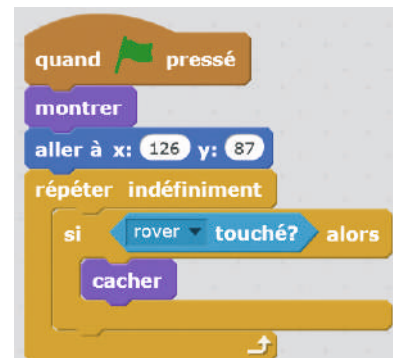 quand pressé
montrer
aller à x: 126 y: 87
répéter indéfiniment
si rover touché? alors
cacher